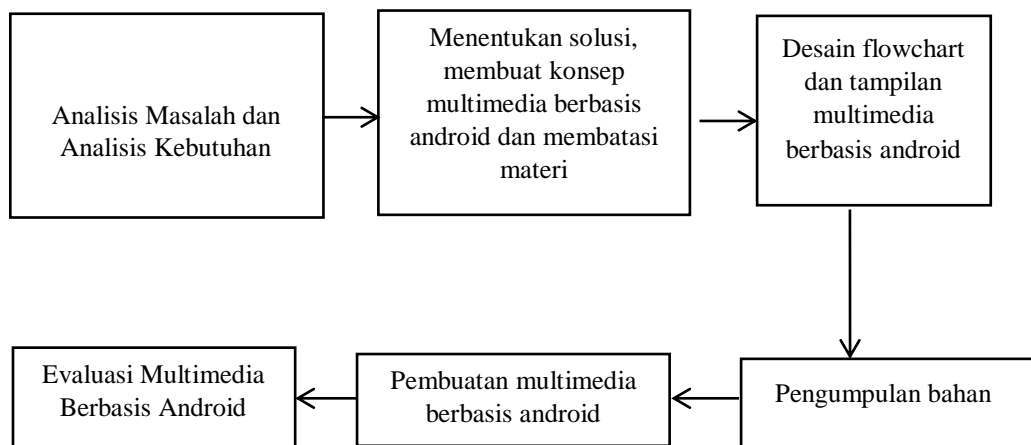 Analisis Masalah dan
Analisis Kebutuhan
Menentukan solusi,
membuat konsep
multimedia berbasis
android dan membatasi
materi
Desain flowchart
dan tampilan
multimedia
berbasis android
Pengumpulan bahan
Pembuatan multimedia
berbasis android
Evaluasi Multimedia
Berbasis Android